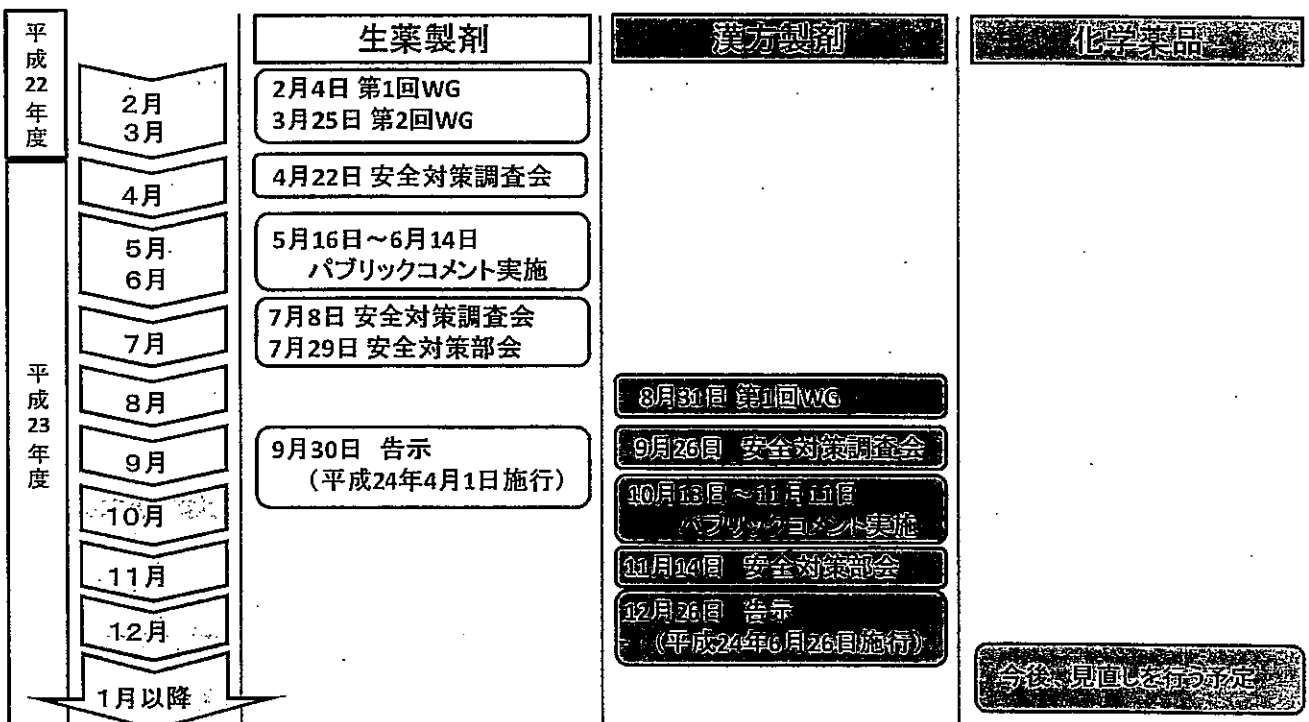 平成22年度
平成23年度
2月
3月
4月
5月
6月
7月
8月
9月
10月
11月
12月
1月以降
生薬製剤
2月4日 第1回WG
3月25日 第2回WG
4月22日 安全対策調査会
5月16日～6月14日
パブリックコメント実施
7月8日 安全対策調査会
7月29日 安全対策部会
9月30日 告示
（平成24年4月1日施行）
漢方製剤
8月31日 第1回WG
9月26日 安全対策調査会
10月13日～11月11日
パブリックコメント実施
11月14日 安全対策部会
12月26日 告示
（平成24年6月26日施行）
化学薬品
今後、見直しを行う予定